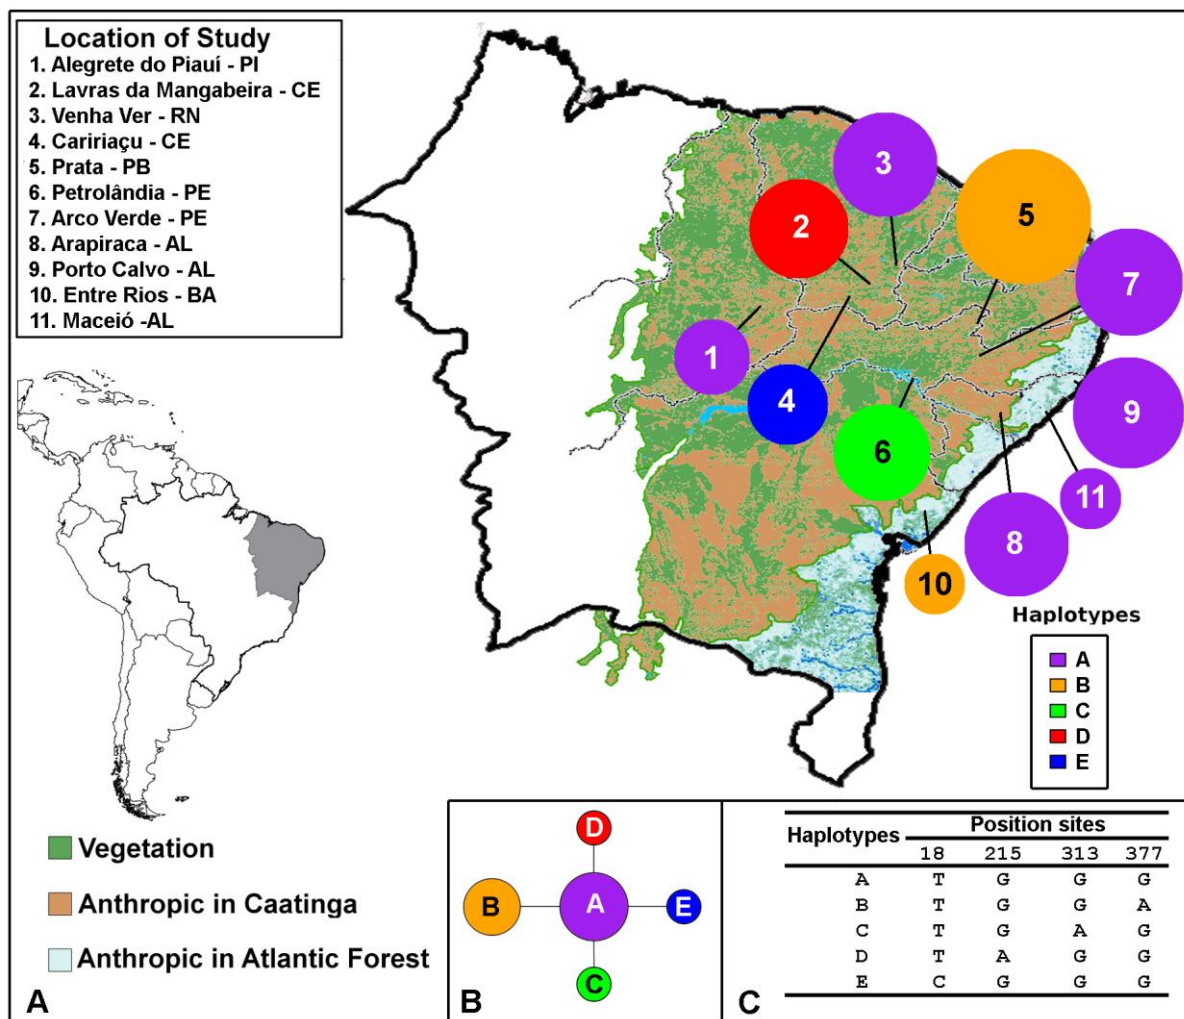 Location of Study
1. Alegrete do Piauí - PI
2. Lavras da Mangabeira - CE
3. Venha Ver - RN
4. Caririaçu - CE
5. Prata - PB
6. Petrolândia - PE
7. Arco Verde - PE
8. Arapiraca - AL
9. Porto Calvo - AL
10. Entre Rios - BA
11. Maceió -AL
3
5
2
7
1
4
9
6
11
8
10
Haplotypes
A
B
C
D
E
Vegetation
Anthropic in Caatinga
Anthropic in Atlantic Forest
A
D
B A E
C
B
Haplotypes Position sites
18 215 313 377
A T G G G
B T G G A
C T G A G
D T A G G
E C G G G
C